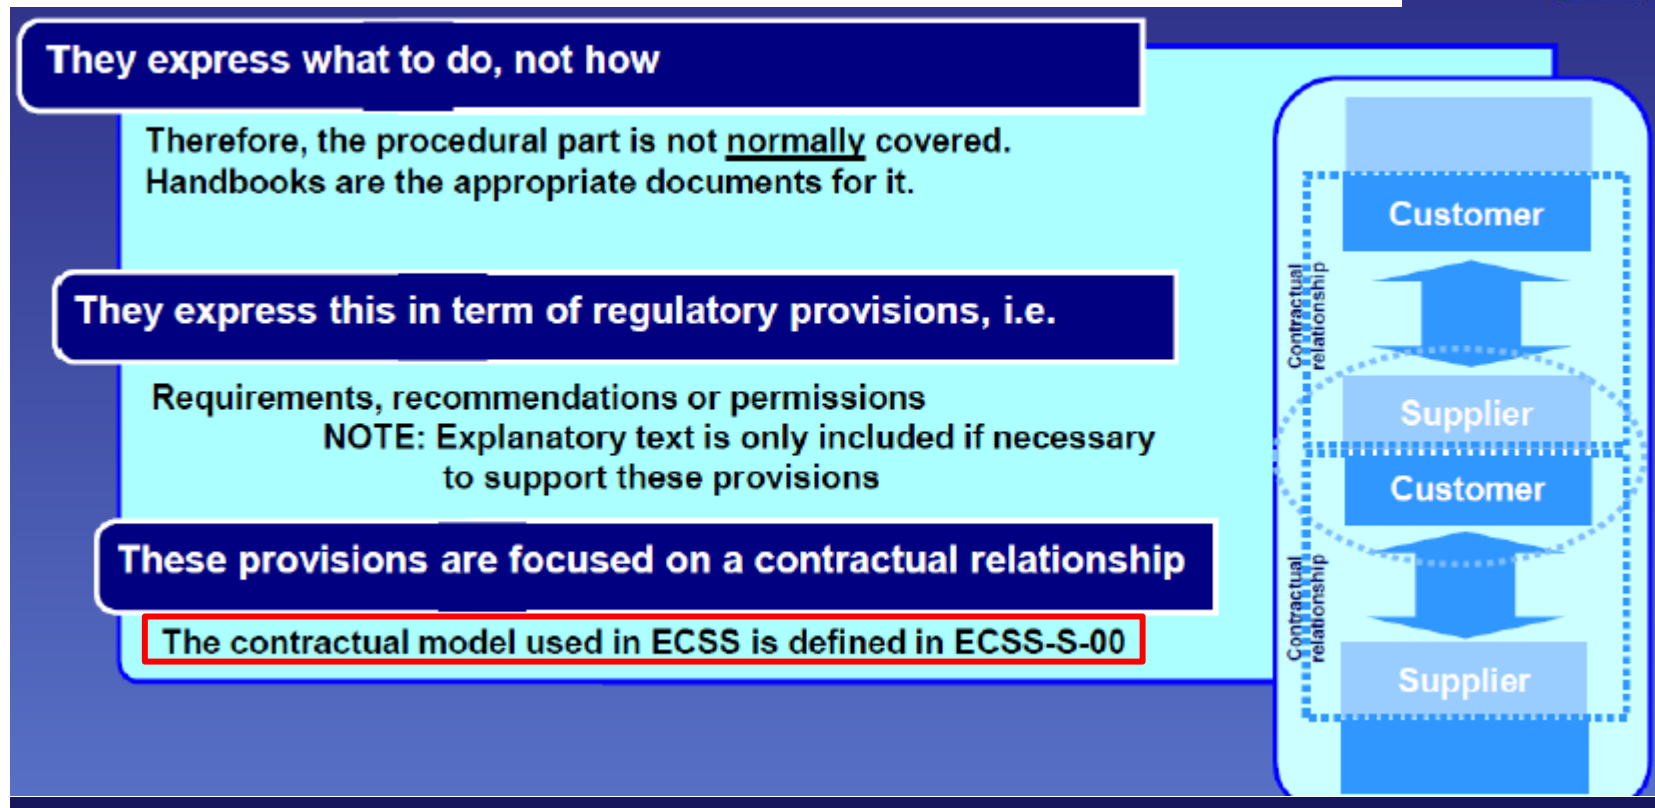 They express what to do, not how
Therefore, the procedural part is not normally covered.
Handbooks are the appropriate documents for it.
They express this in term of regulatory provisions, i.e.
Requirements, recommendations or permissions
NOTE: Explanatory text is only included if necessary
to support these provisions
These provisions are focused on a contractual relationship
The contractual model used in ECSS is defined in ECSS-S-00
Customer
Contractual
relationship
Supplier
Customer
Contractual
relationship
Supplier